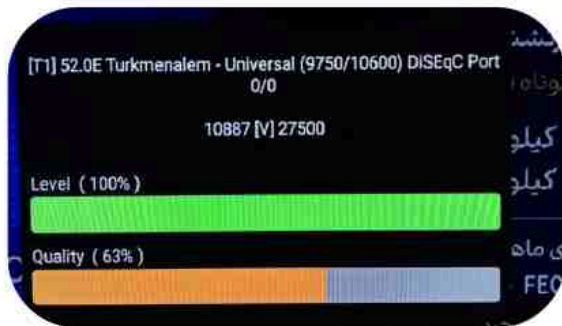 [T1] 52.0E Turkmenalem - Universal (9750/10600) DiSEqC Port
0/0
10887 [V] 27500
کیلو
کیلو
Level ( 100% )
Quality ( 63% )
FEC